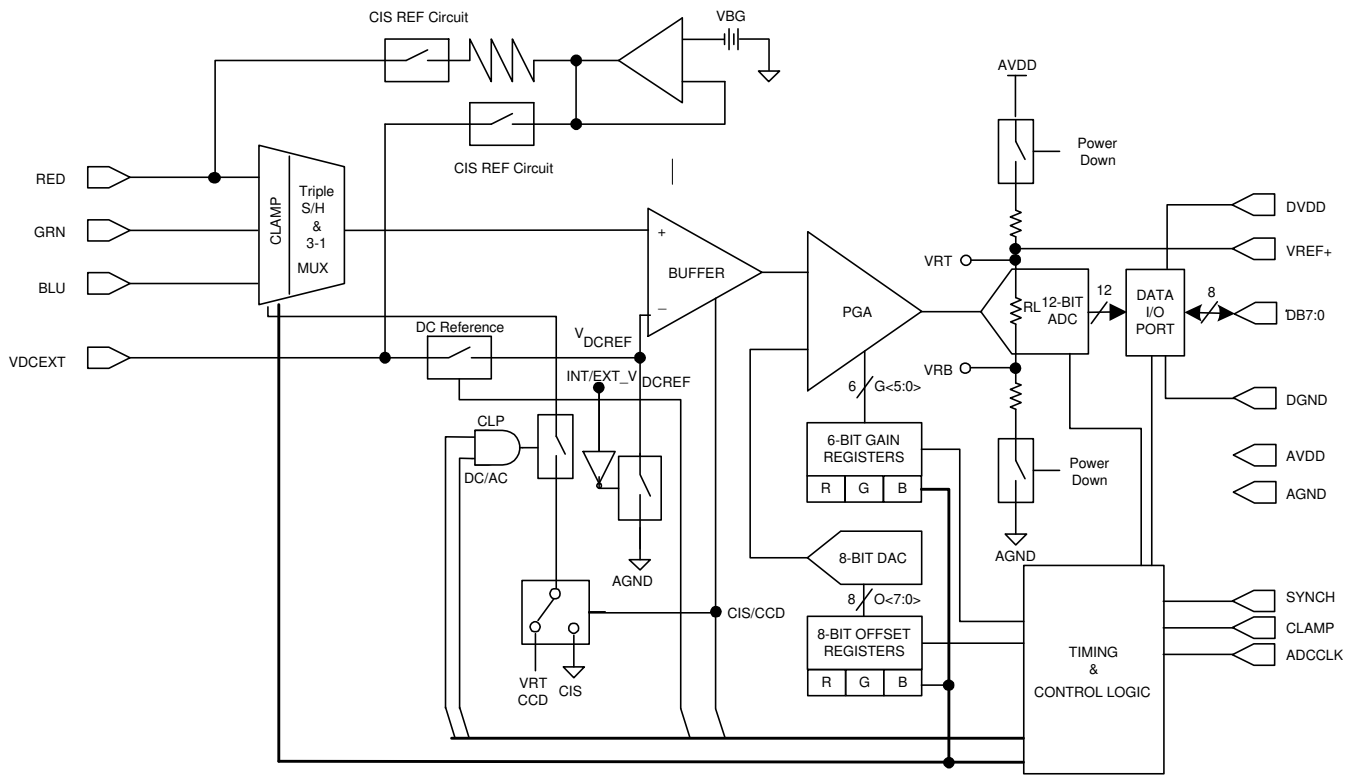 CIS REF Circuit
VBG
AVDD
Power
Down
CIS REF Circuit
RED
GRN
BLU
VDCEXT
CLAMP
Triple
S/H
&
3-1
MUX
+
BUFFER
–
DC Reference
VDCREF
INT/EXT_VDCREF
CLP
DC/AC
AGND
VRT
CCD
CIS
CIS/CCD
PGA
6
G<5:0>
6-BIT GAIN
REGISTERS
R
G
B
8-BIT DAC
8
O<7:0>
8-BIT OFFSET
REGISTERS
R
G
B
VRT
RL
12-BIT
ADC
VRB
12
DATA
I/O
PORT
8
Power
Down
AGND
TIMING
&
CONTROL LOGIC
DVDD
VREF+
DB7:0
DGND
AVDD
AGND
SYNCH
CLAMP
ADCCLK